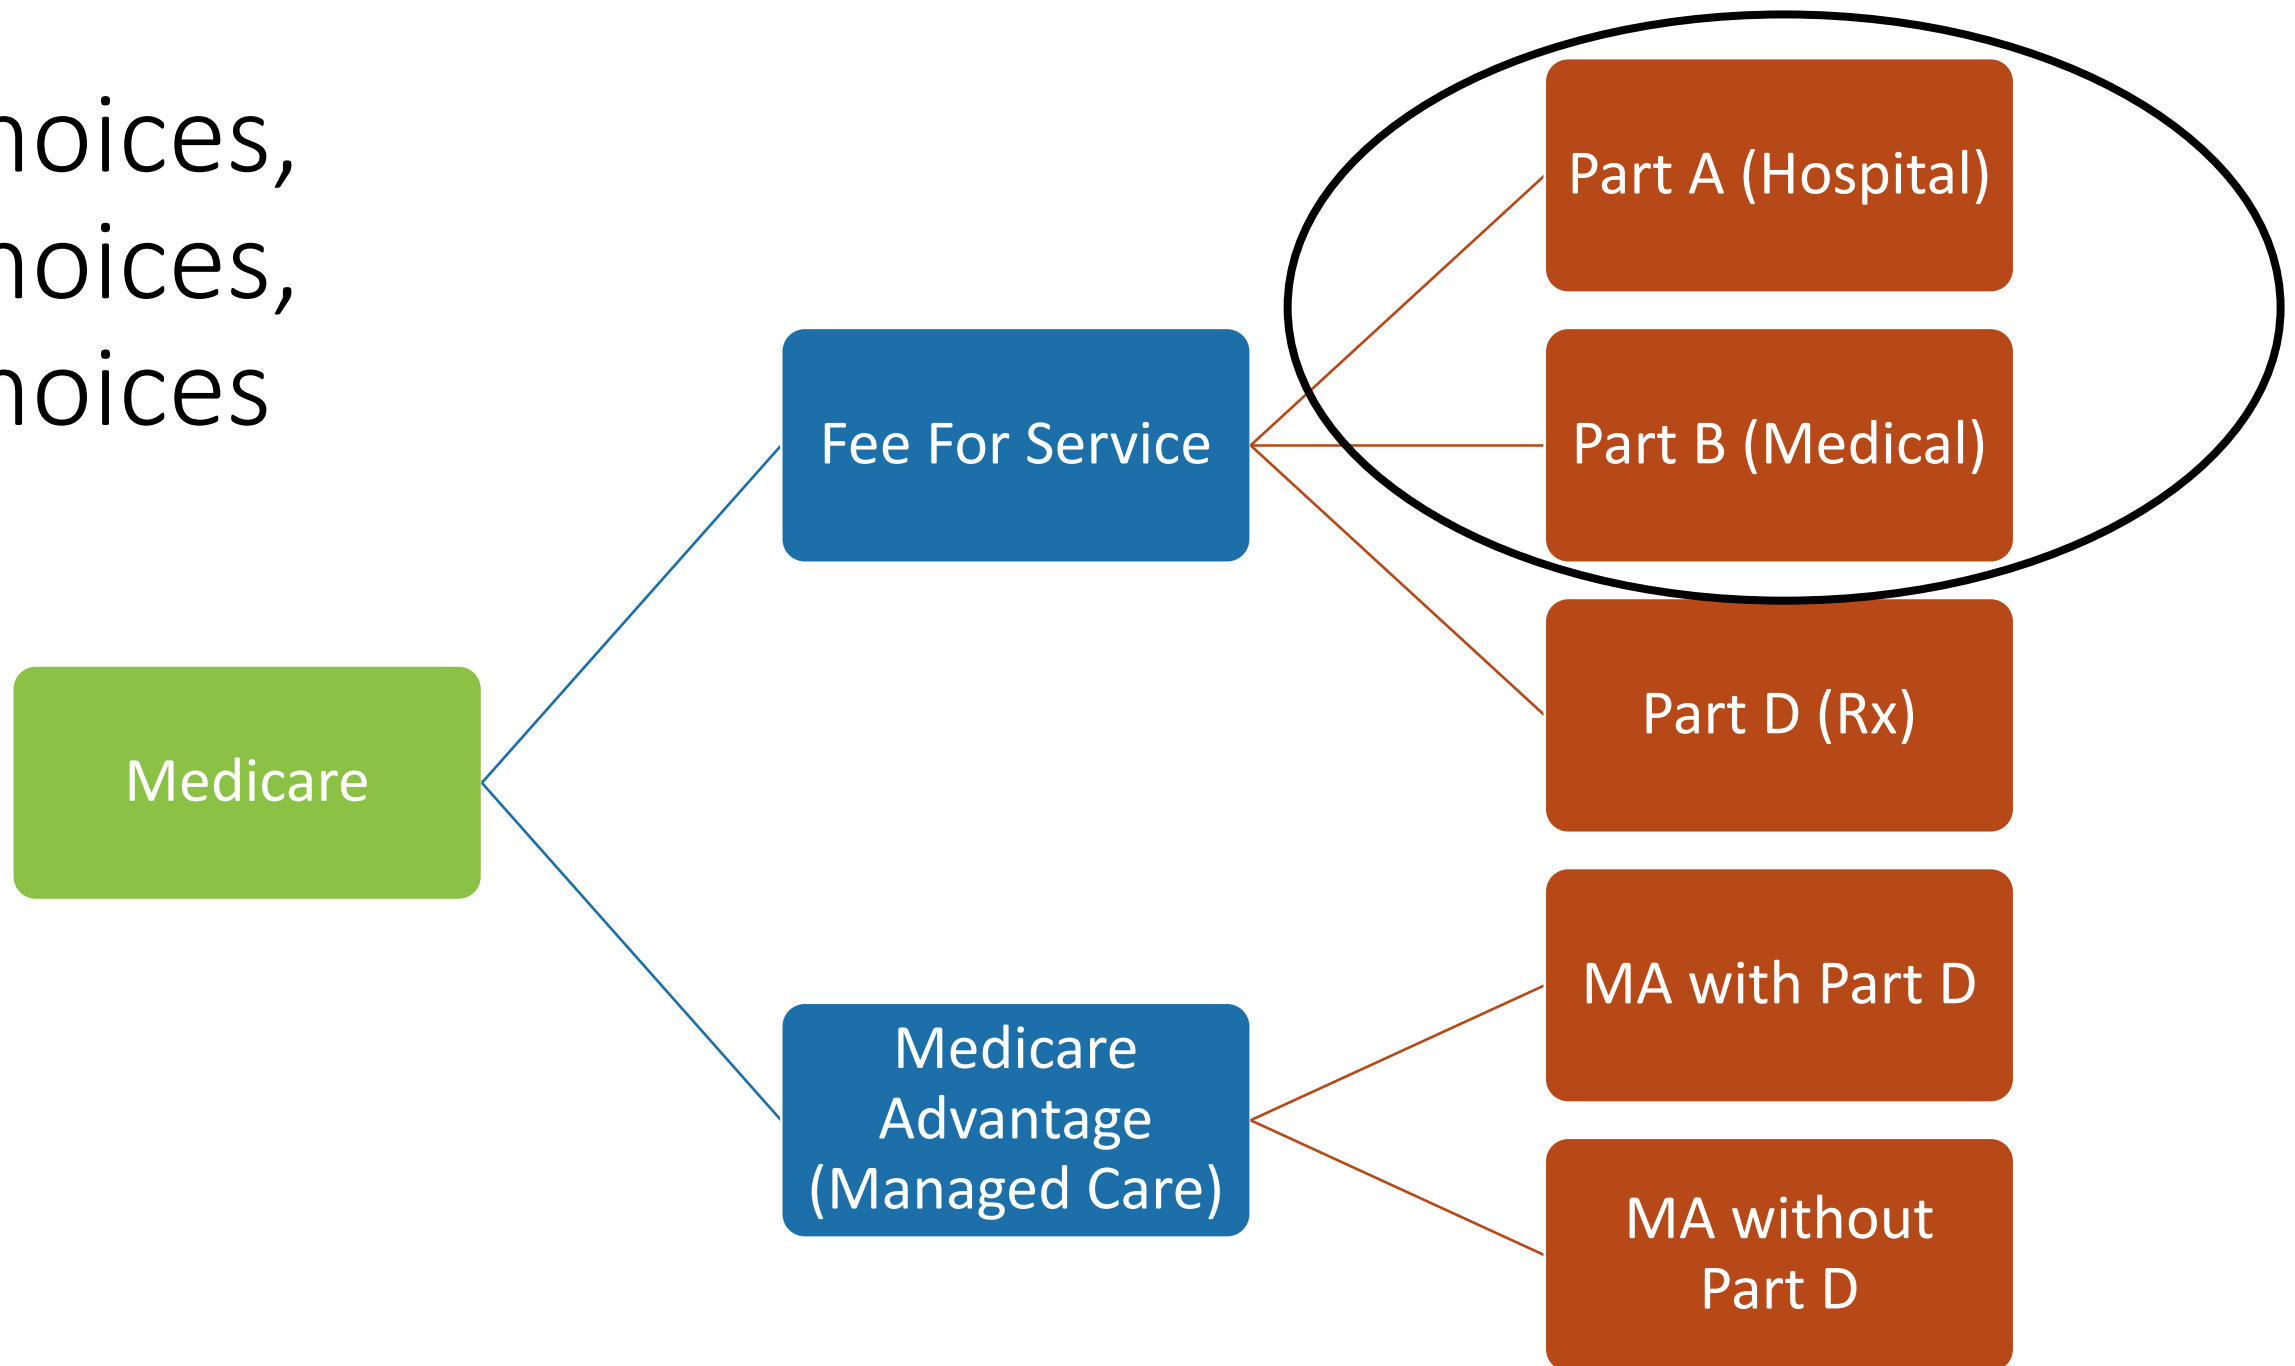 hoices,
hoices,
hoices
Part A (Hospital)
Fee For Service
Part B (Medical)
Part D (Rx)
Medicare
MA with Part D
Medicare
Advantage
(Managed Care)
MA without
Part D